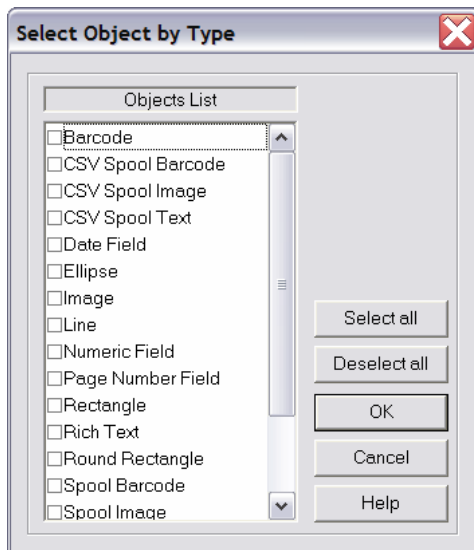 Select Object by Type
Objects List
Barcode
CSV Spool Barcode
CSV Spool Image
CSV Spool Text
Date Field
Ellipse
Image
Line
Numeric Field
Page Number Field
Rectangle
Rich Text
Round Rectangle
Spool Barcode
Spool Image
Select all
Deselect all
OK
Cancel
Help